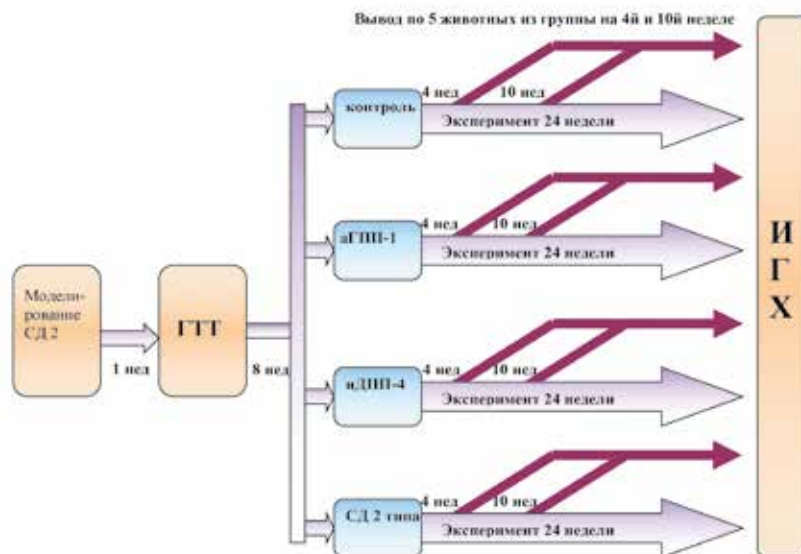 Вывод по 5 животных из группы на 4й и 10й неделе
контроль
4 нед
10 нед
Эксперимент 24 недели
аГПП-1
4 нед
10 нед
Эксперимент 24 недели
Модели-
рование
СД 2
1 нед
ГТТ
8 нед
иДПП-4
4 нед
10 нед
Эксперимент 24 недели
СД 2 типа
4 нед
10 нед
Эксперимент 24 недели
И
Г
Х